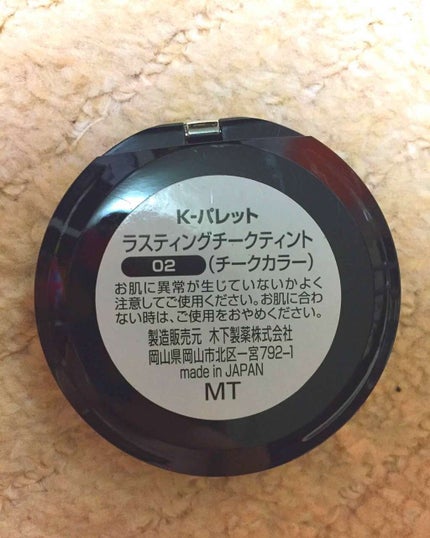 K-パレット
ラスティングチークティント
02 (チークカラー)
お肌に異常が生じていないかよく
注意してご使用ください。お肌に合わ
ない時は、ご使用をおやめください。
製造販売元 木下製薬株式会社
岡山県岡山市北区一宮792-1
made in JAPAN
MT